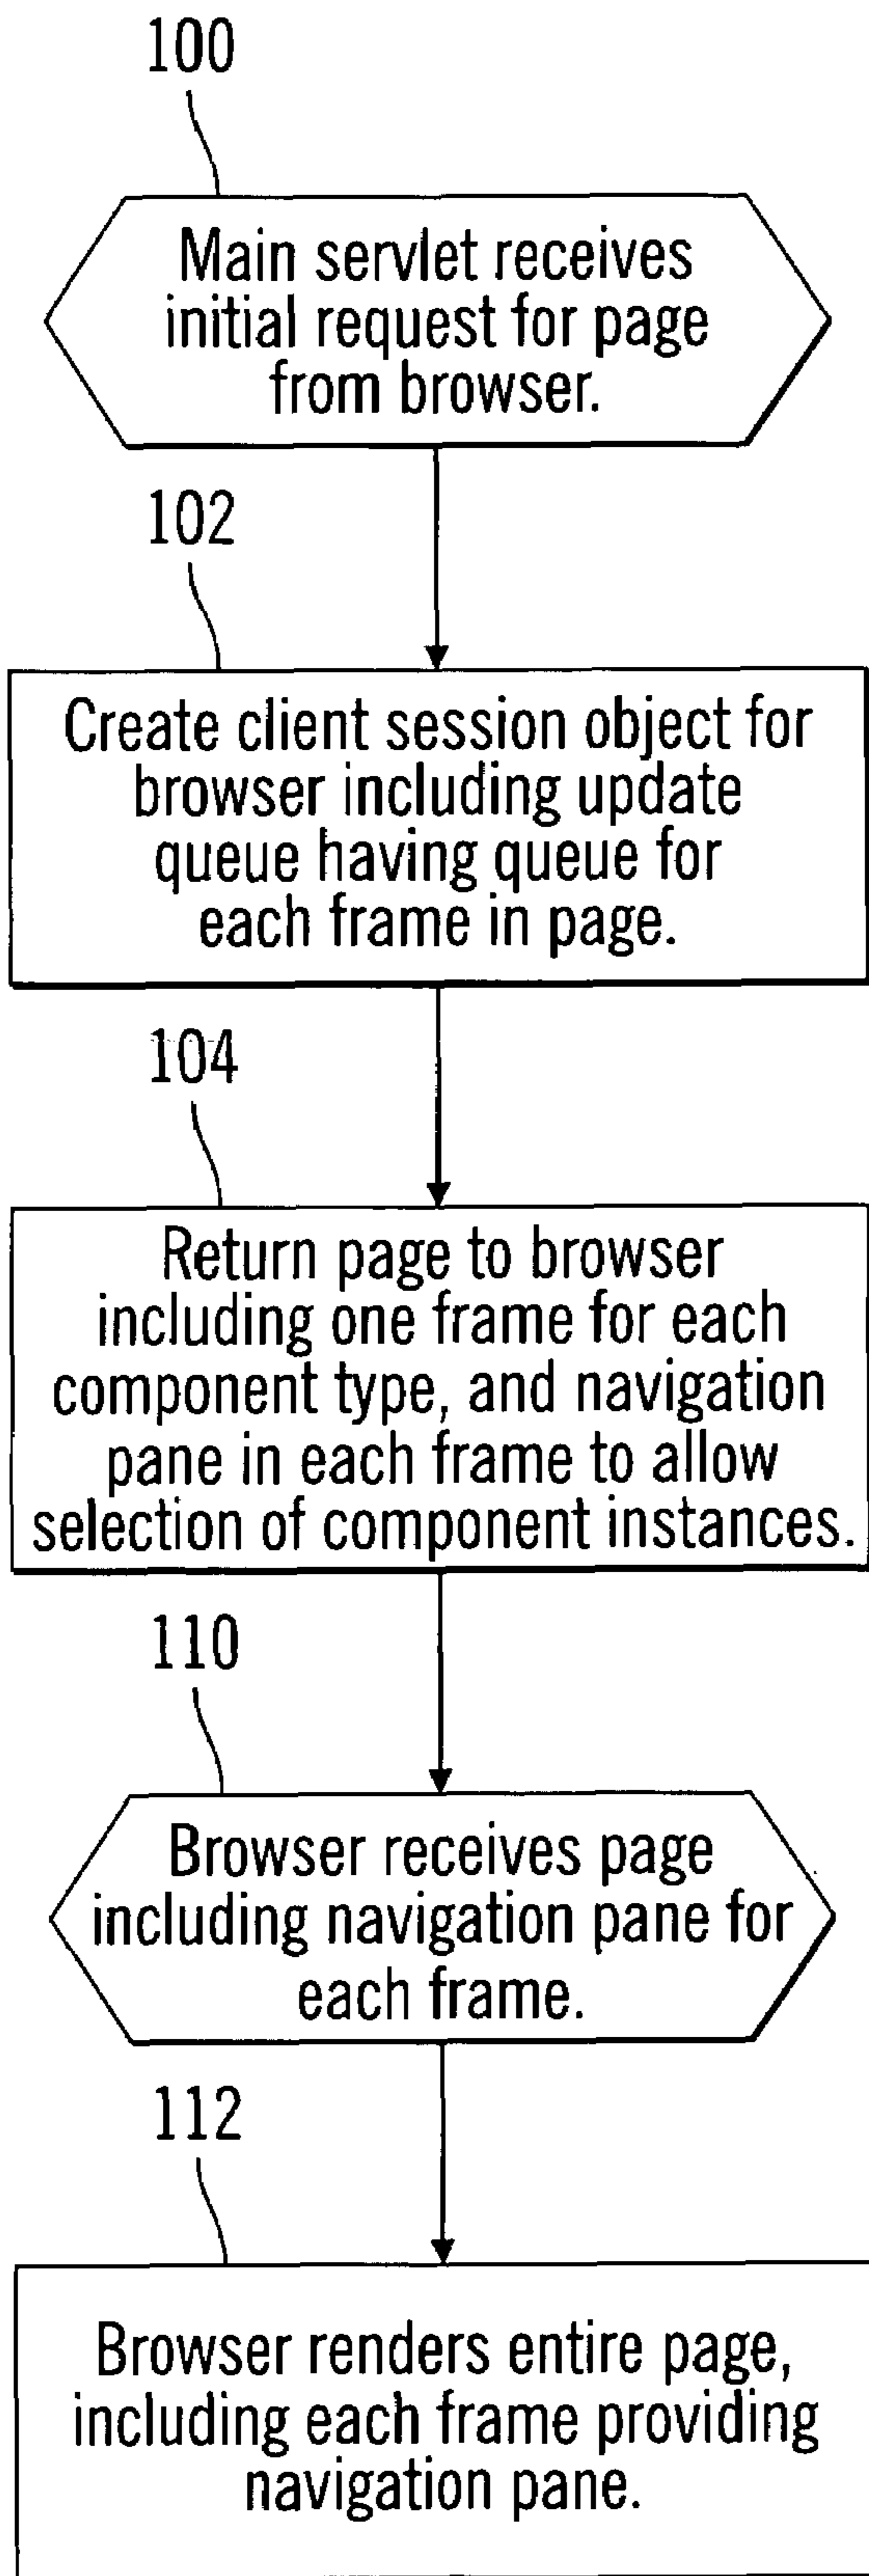 100
Main servlet receives
initial request for page
from browser.
102
Create client session object for
browser including update
queue having queue for
each frame in page.
104
Return page to browser
including one frame for each
component type, and navigation
pane in each frame to allow
selection of component instances.
110
Browser receives page
including navigation pane for
each frame.
112
Browser renders entire page,
including each frame providing
navigation pane.